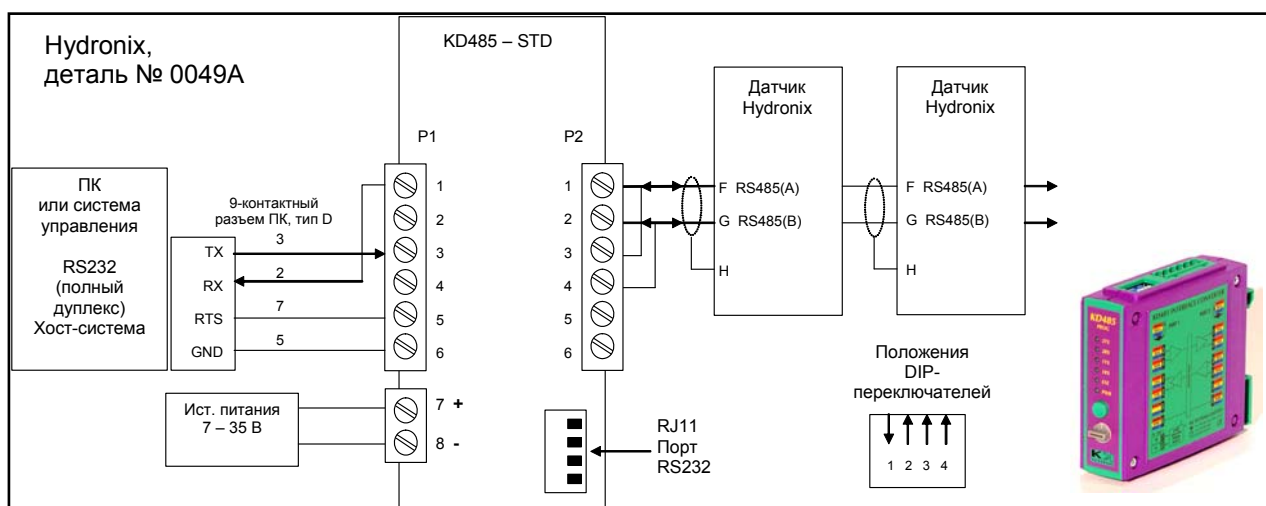 Hydronix,
деталь № 0049А
KD485 – STD
P1
P2
ПК
или система
управления
RS232
(полный
дуплекс)
Хост-система
9-контактный
разъем ПК, тип D
TX
3
RX
2
RTS
7
GND
5
1
2
3
4
5
6
7 +
8 -
Ист. питания
7 – 35 В
1
2
3
4
5
6
RJ11
Порт
RS232
Датчик
Hydronix
F RS485(A)
G RS485(B)
H
Датчик
Hydronix
F RS485(A)
G RS485(B)
H
Положения
DIP-
переключателей
1 2 3 4
KD485